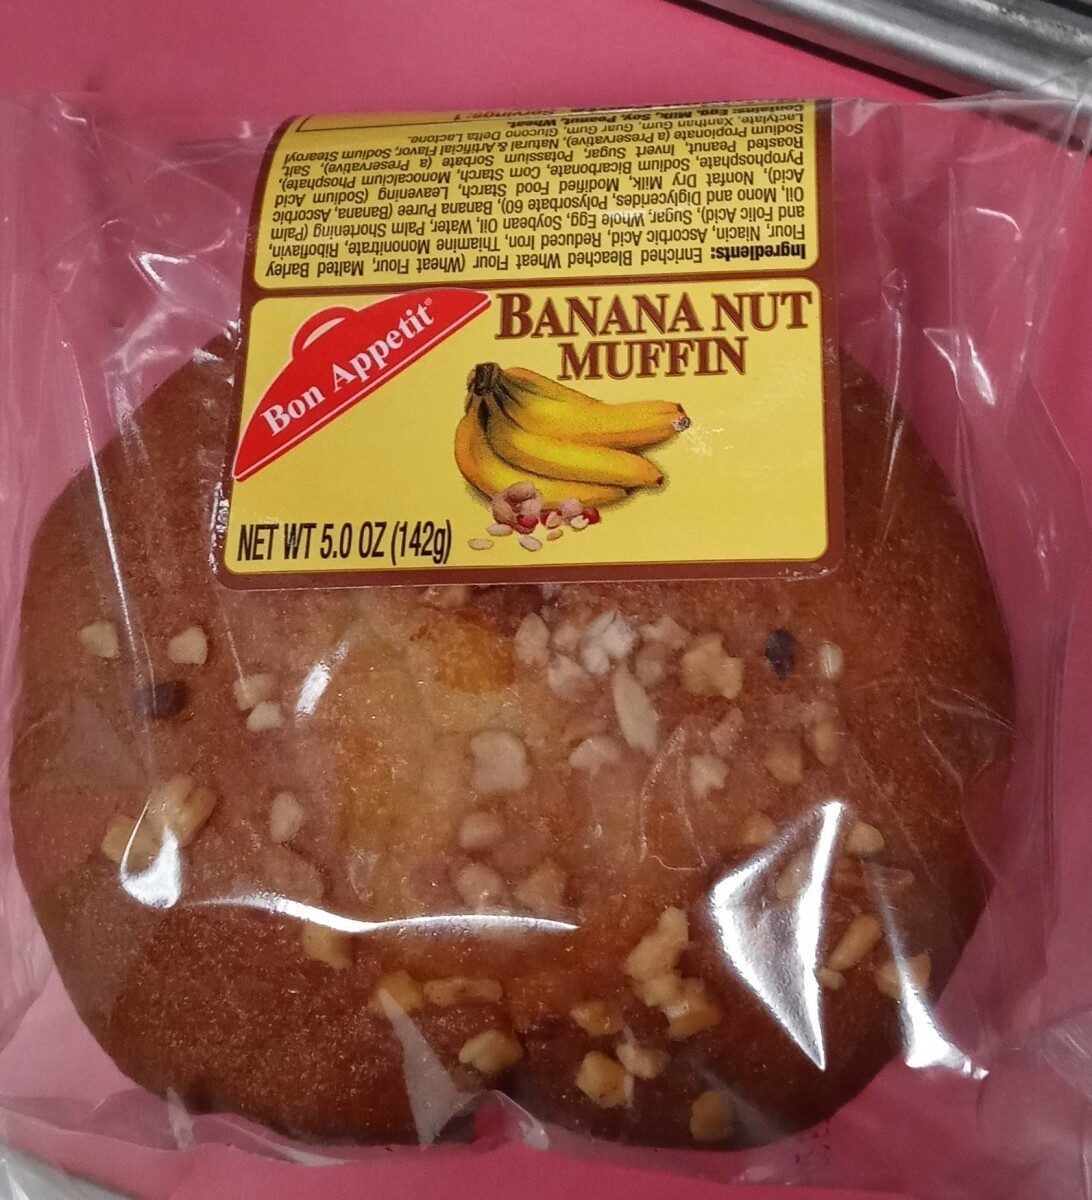 Bon Appetit®
BANANA NUT
MUFFIN
NET WT 5.0 OZ (142g)
Ingredients: Enriched Bleached Wheat Flour (Wheat Flour, Malted Barley
Flour, Niacin, Ascorbic Acid, Reduced Iron, Thiamine Mononitrate, Riboflavin,
and Folic Acid), Sugar, Whole Egg, Soybean Oil, Water, Palm Shortening (Palm
Oil, Mono and Diglycerides, Polysorbate 60), Banana Puree (Banana, Ascorbic
Acid), Nonfat Dry Milk, Modified Food Starch, Leavening (Sodium Acid
Pyrophosphate, Sodium Bicarbonate, Corn Starch, Monocalcium Phosphate),
Roasted Peanut, Invert Sugar, Potassium Sorbate (a Preservative), Salt,
Sodium Propionate (a Preservative), Natural & Artificial Flavor, Sodium Stearoyl
Lactylate, Xanthan Gum, Guar Gum, Glucono Delta Lactone.
Contains: Egg, Milk, Soy, Peanut, Wheat.